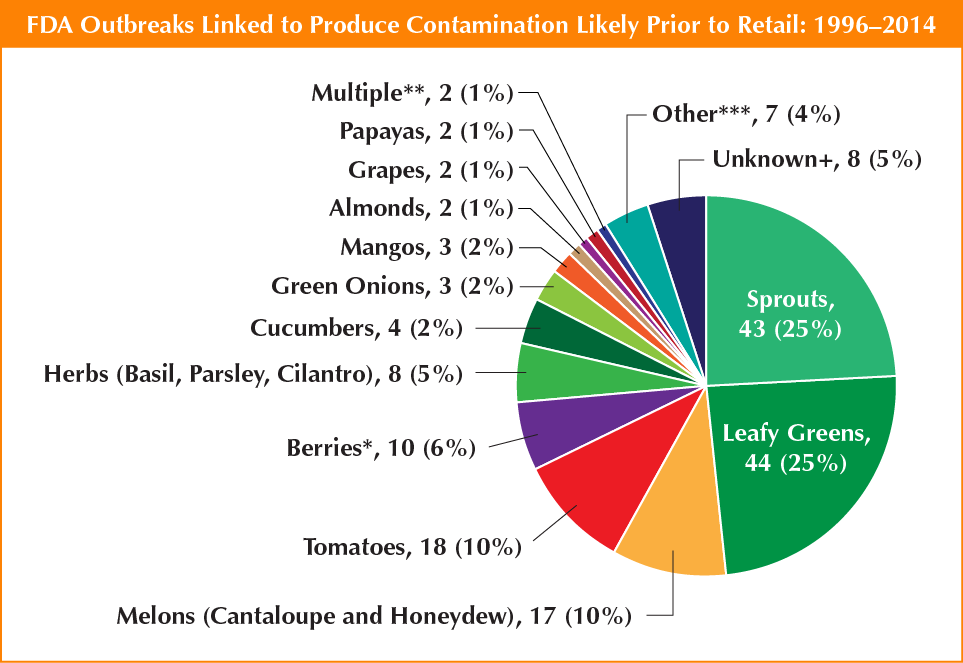 FDA Outbreaks Linked to Produce Contamination Likely Prior to Retail: 1996–2014
Multiple**, 2 (1%)
Papayas, 2 (1%)
Grapes, 2 (1%)
Almonds, 2 (1%)
Mangos, 3 (2%)
Green Onions, 3 (2%)
Cucumbers, 4 (2%)
Herbs (Basil, Parsley, Cilantro), 8 (5%)
Berries*, 10 (6%)
Tomatoes, 18 (10%)
Melons (Cantaloupe and Honeydew), 17 (10%)
Other***, 7 (4%)
Unknown+, 8 (5%)
Sprouts,
43 (25%)
Leafy Greens,
44 (25%)